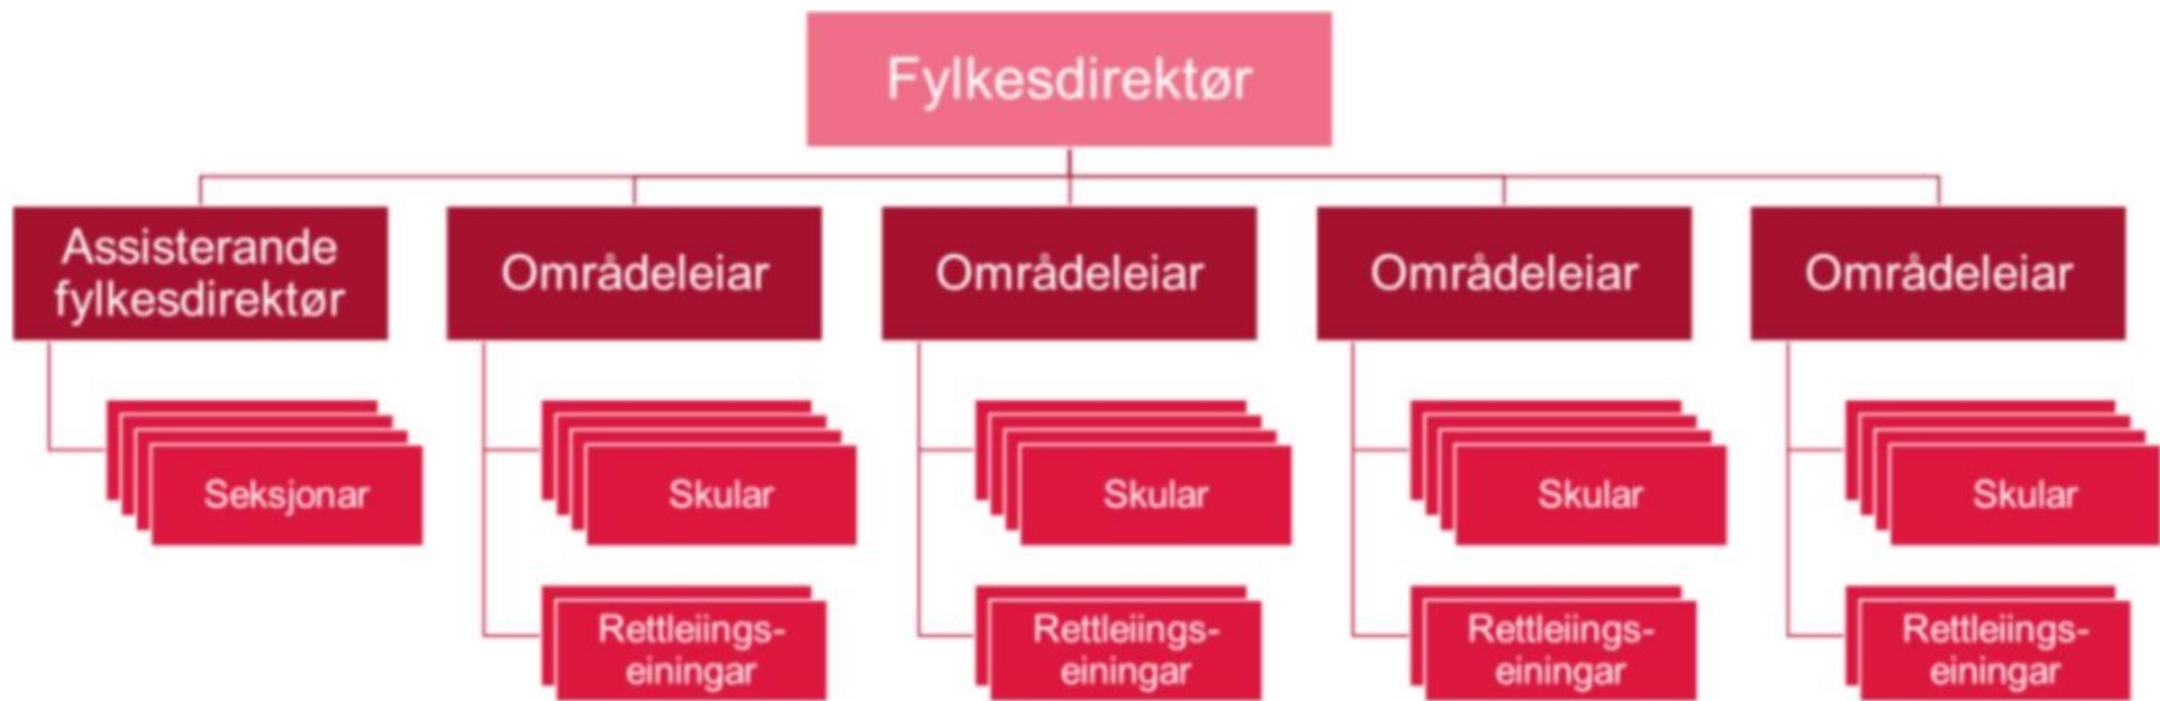 Fylkesdirektør
Assisterande
fylkesdirektør
Områdeleiar
Områdeleiar
Områdeleiar
Områdeleiar
Seksjonar
Skular
Skular
Skular
Skular
Rettleiings-
einingar
Rettleiings-
einingar
Rettleiings-
einingar
Rettleiings-
einingar